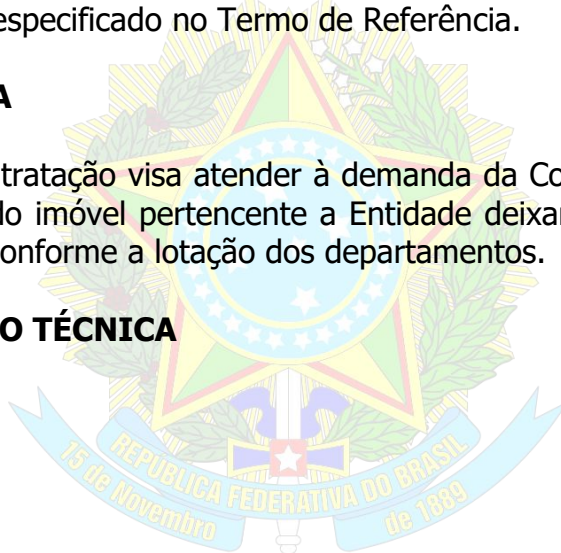 especificado no Termo de Referência.
A
tratação visa atender à demanda da Co
do imóvel pertencente a Entidade deixar
conforme a lotação dos departamentos.
O TÉCNICA
REPÚBLICA FEDERATIVA DO BRASIL
15 de Novembro
de 1889